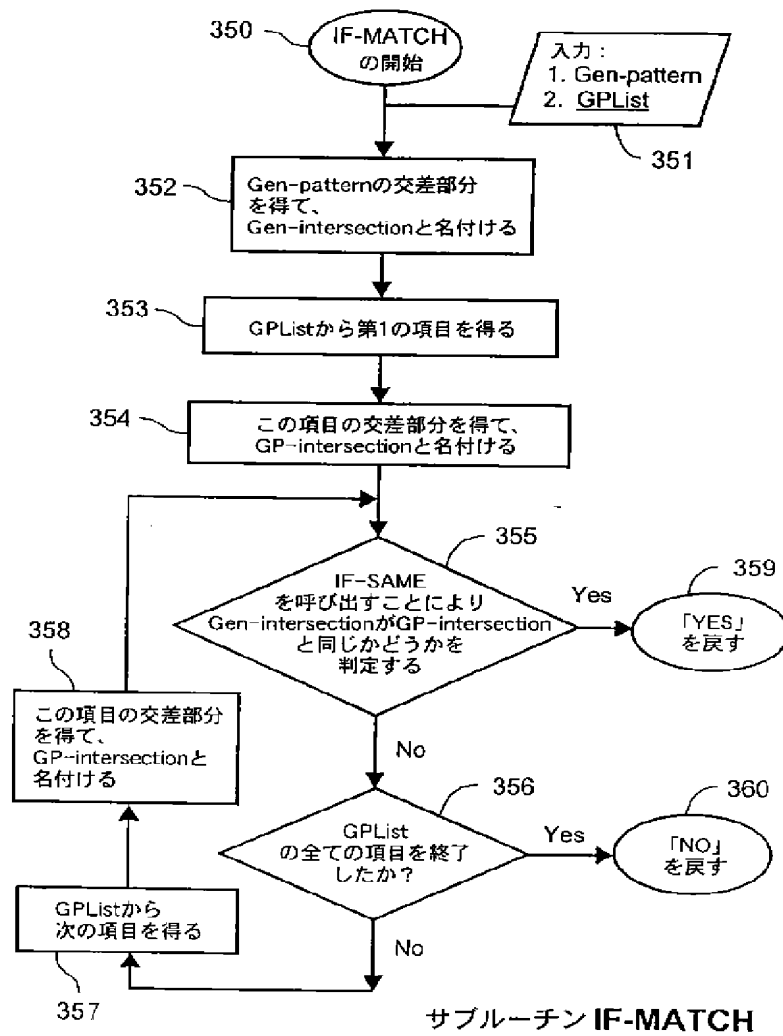 350
IF-MATCH
の開始
入力：
1. Gen-pattern
2. GPList
351
352
Gen-patternの交差部分
を得て、
Gen-intersectionと名付ける
353
GPListから第1の項目を得る
354
この項目の交差部分を得て、
GP-intersectionと名付ける
355
IF-SAME
を呼び出すことにより
Gen-intersectionがGP-intersection
と同じかどうかを
判定する
Yes
359
「YES」
を戻す
358
この項目の交差部分
を得て、
GP-intersectionと
名付ける
No
356
GPList
の全ての項目を終了
したか？
Yes
360
「NO」
を戻す
GPListから
次の項目を得る
357
No
サブルーチン IF-MATCH